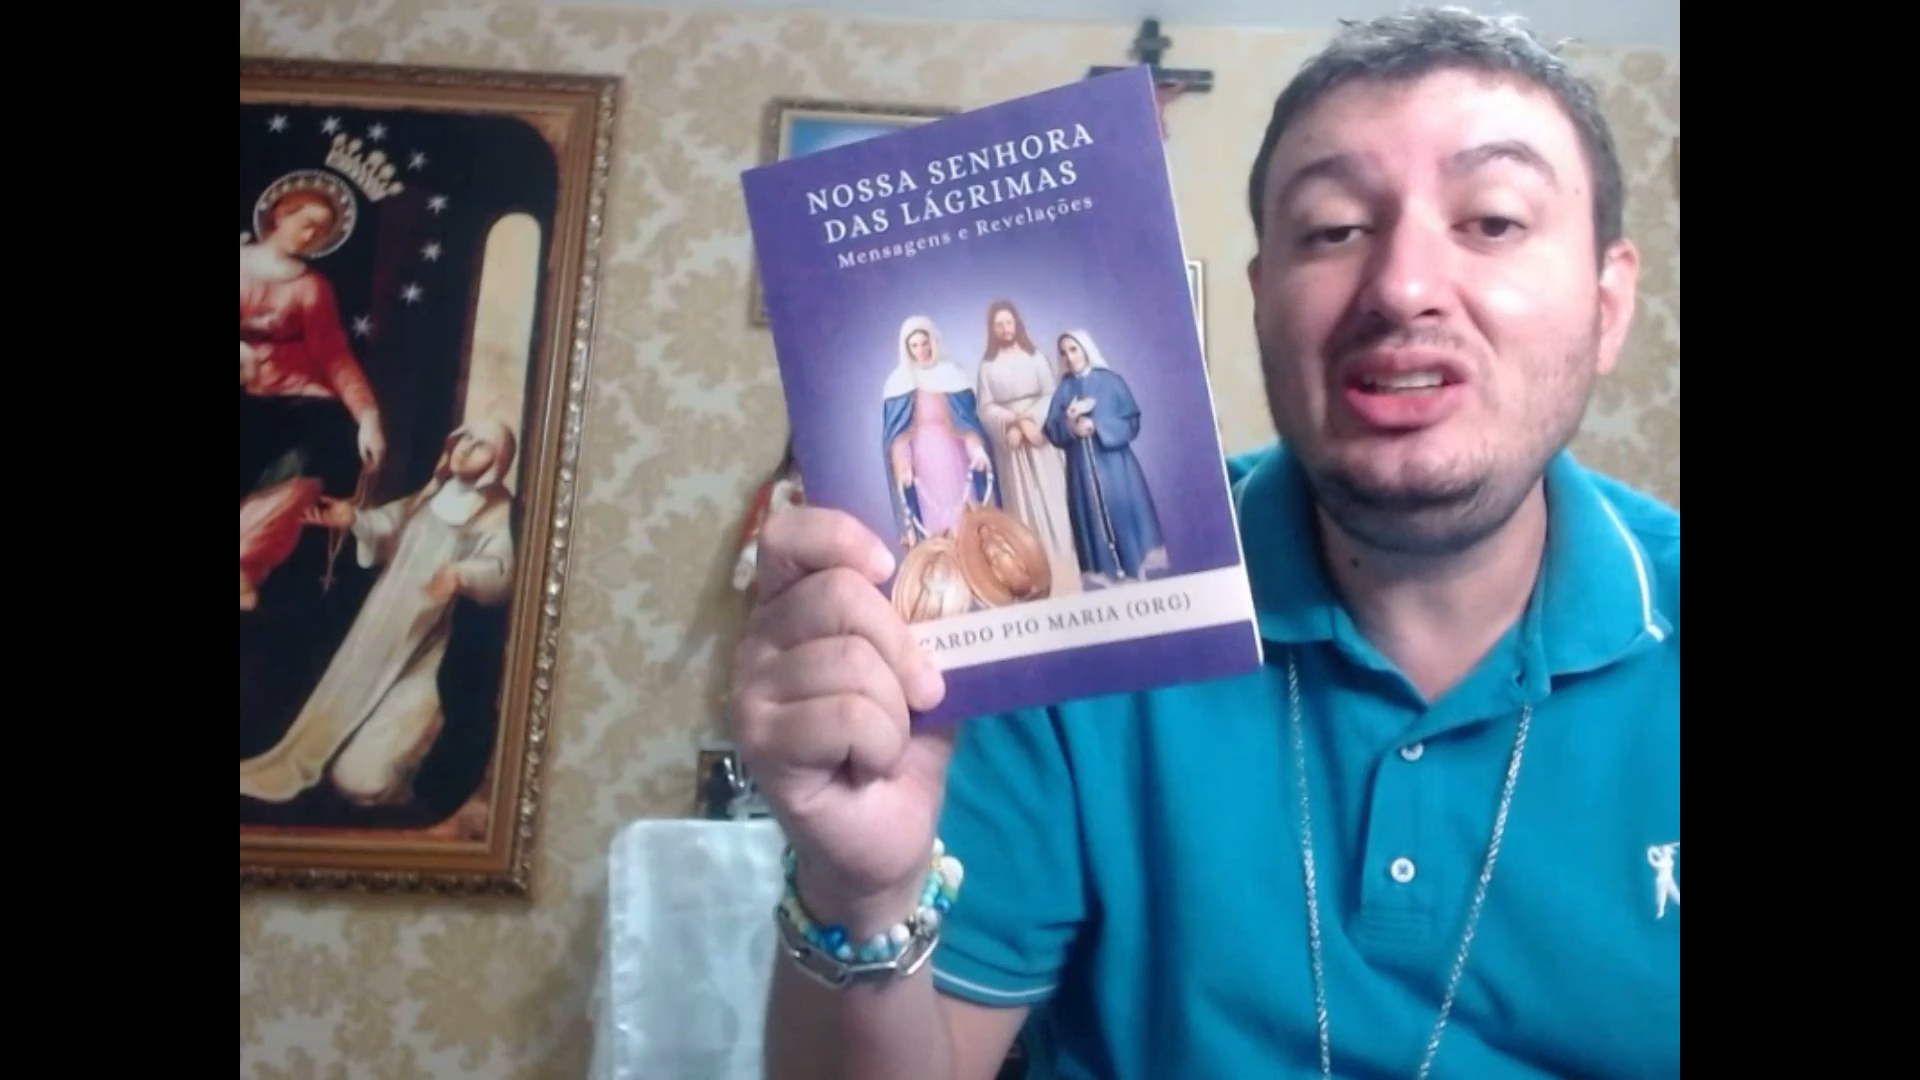 NOSSA SENHORA
DAS LÁGRIMAS
Mensagens e Revelações
CARDO PIO MARIA (ORG)